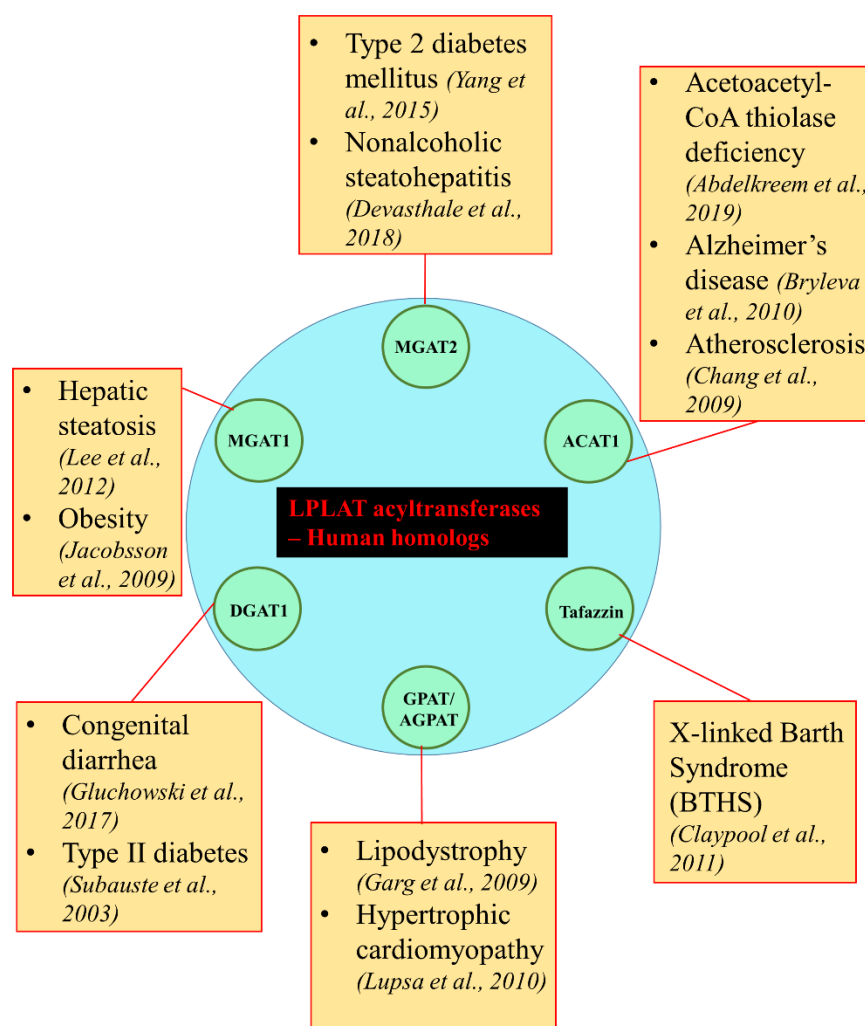 • Type 2 diabetes
mellitus (Yang et
al., 2015)
• Nonalcoholic
steatohepatitis
(Devasthale et al.,
2018)
• Acetoacetyl-
CoA thiolase
deficiency
(Abdelkreem et al.,
2019)
• Alzheimer’s
disease (Bryleva
et al., 2010)
• Atherosclerosis
(Chang et al.,
2009)
MGAT2
• Hepatic
steatosis
(Lee et al.,
2012)
• Obesity
(Jacobsson
et al., 2009)
MGAT1
ACAT1
LPLAT acyltransferases
– Human homologs
DGAT1
Tafazzin
GPAT/
AGPAT
• Congenital
diarrhea
(Gluchowski et al.,
2017)
• Type II diabetes
(Subauste et al.,
2003)
• Lipodystrophy
(Garg et al., 2009)
• Hypertrophic
cardiomyopathy
(Lupsa et al., 2010)
X-linked Barth
Syndrome
(BTHS)
(Claypool et al.,
2011)